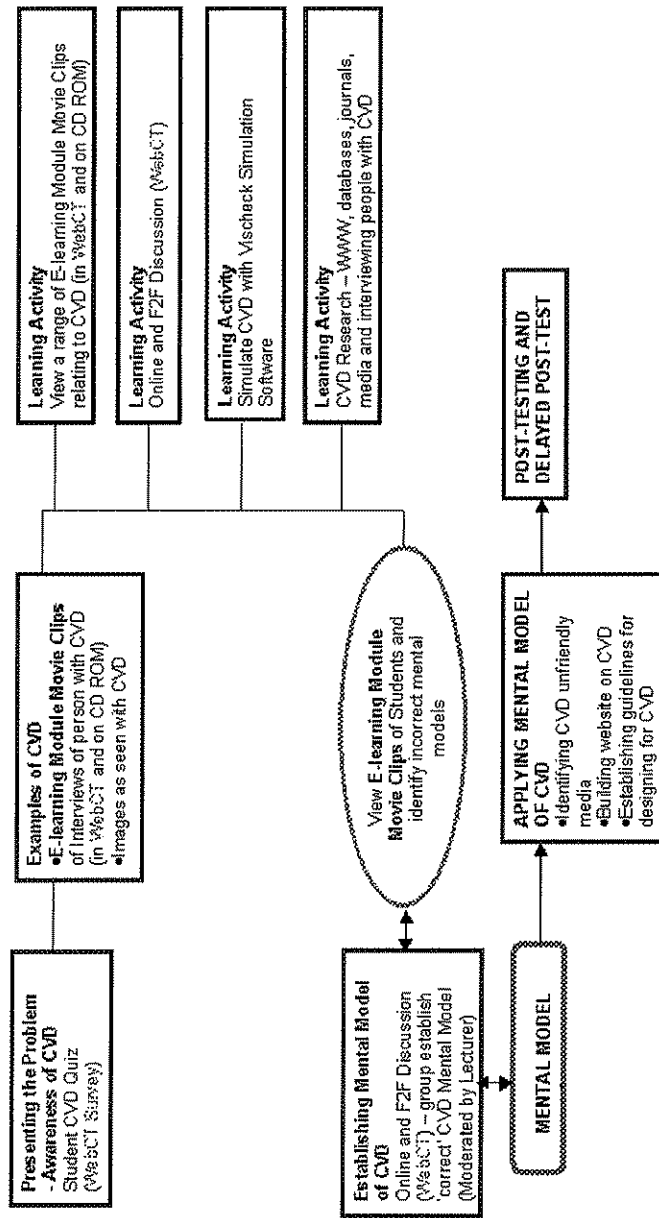 Presenting the Problem
- Awareness of CVD
Student CVD Quiz
(WebCT Survey)
Examples of CVD
•E-learning Module Movie Clips
of Interviews of person with CVD
(in WebCT and on CD ROM)
•Images as seen with CVD
Learning Activity
View a range of E-learning Module Movie Clips
relating to CVD (in WebCT and on CD ROM)
Learning Activity
Online and F2F Discussion (WebCT)
Learning Activity
Simulate CVD with Vischeck Simulation
Software
Learning Activity
CVD Research – WWW, databases, journals,
media and interviewing people with CVD
View E-learning Module
Movie Clips of Students and
identify incorrect mental
models
Establishing Mental Model
of CVD
Online and F2F Discussion
(WebCT) – group establish
'correct' CVD Mental Model
(Moderated by Lecturer)
MENTAL MODEL
APPLYING MENTAL MODEL
OF CVD
•Identifying CVD unfriendly
media
•Building website on CVD
•Establishing guidelines for
designing for CVD
POST-TESTING AND
DELAYED POST-TEST